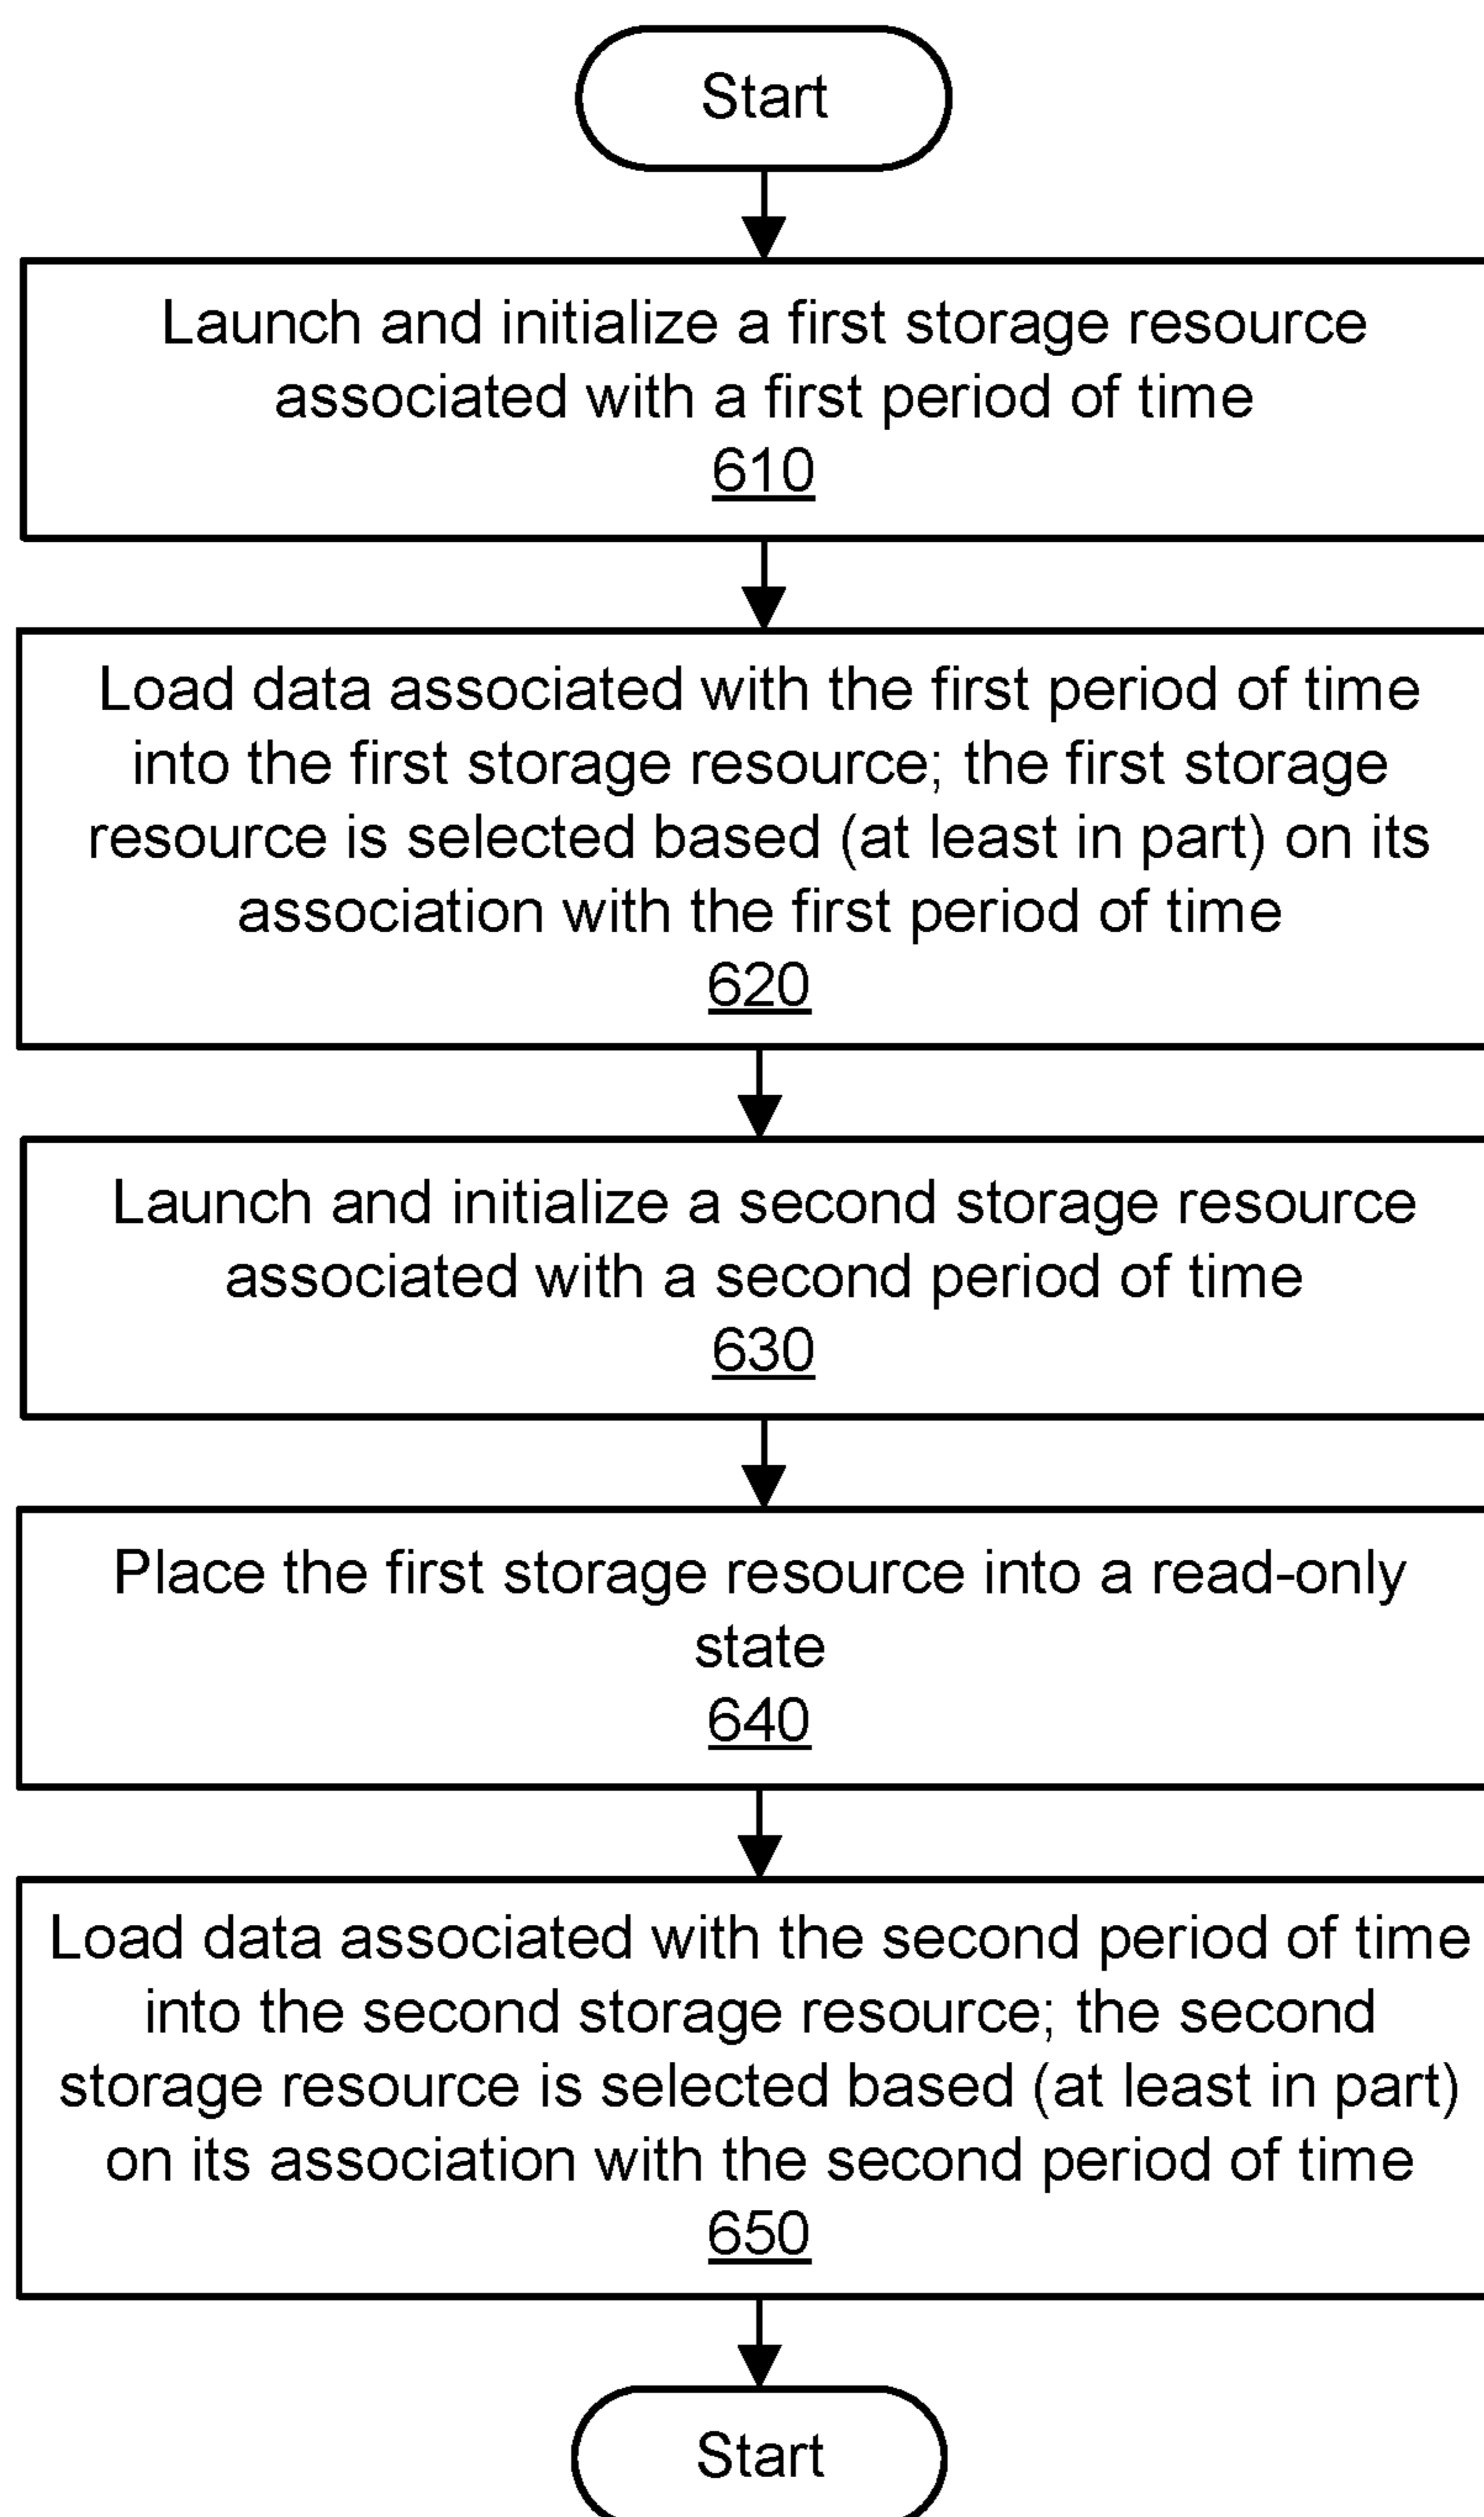 Start
Launch and initialize a first storage resource
associated with a first period of time
610
Load data associated with the first period of time
into the first storage resource; the first storage
resource is selected based (at least in part) on its
association with the first period of time
620
Launch and initialize a second storage resource
associated with a second period of time
630
Place the first storage resource into a read-only
state
640
Load data associated with the second period of time
into the second storage resource; the second
storage resource is selected based (at least in part)
on its association with the second period of time
650
Start